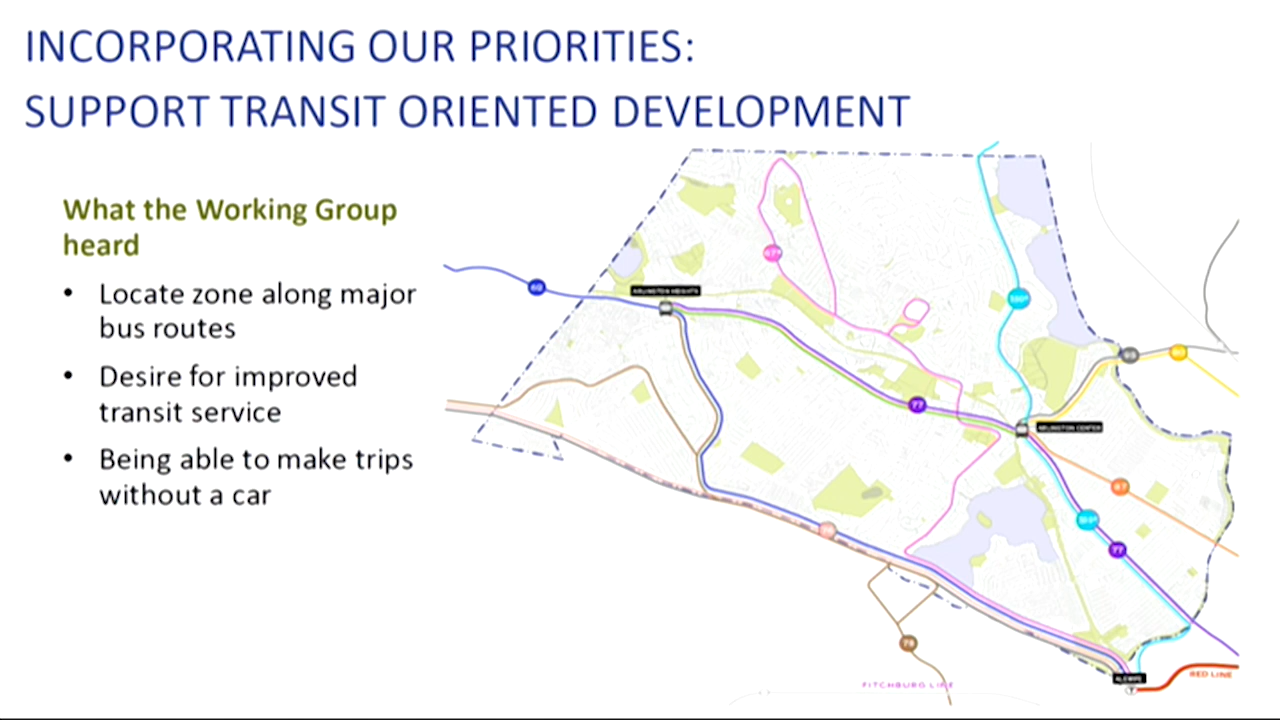 INCORPORATING OUR PRIORITIES:
SUPPORT TRANSIT ORIENTED DEVELOPMENT
What the Working Group
heard
• Locate zone along major
bus routes
• Desire for improved
transit service
• Being able to make trips
without a car
ARLINGTON HEIGHTS
77
ARLINGTON CENTER
87
77
78
ALEWIFE
T
RED LINE
FITCHBURG LINE